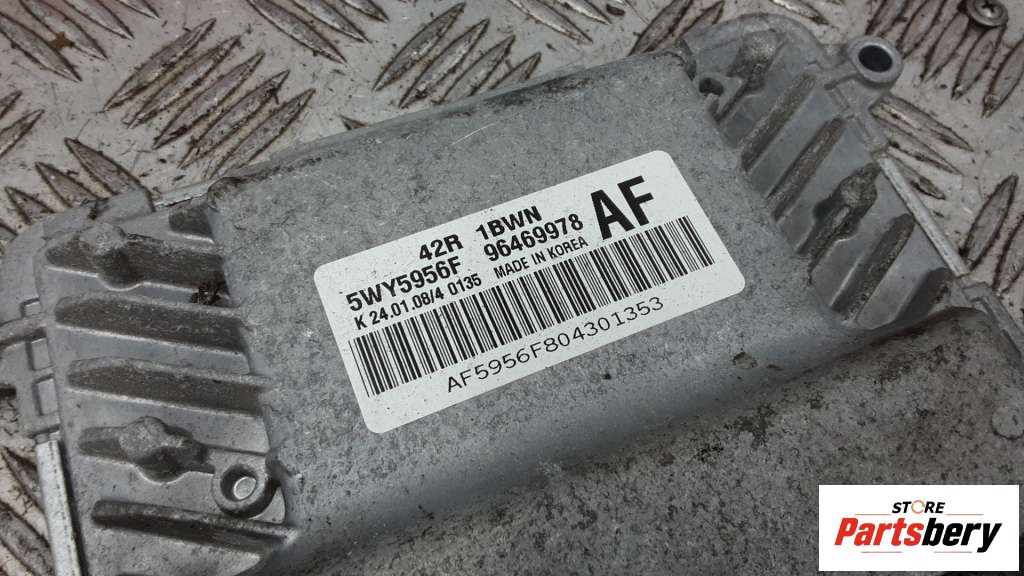 42R 1BWN
5WY5956F 96469978 AF
K 24.01.08/4 0135 MADE IN KOREA
AF5956F804301353
STORE
Partsbery